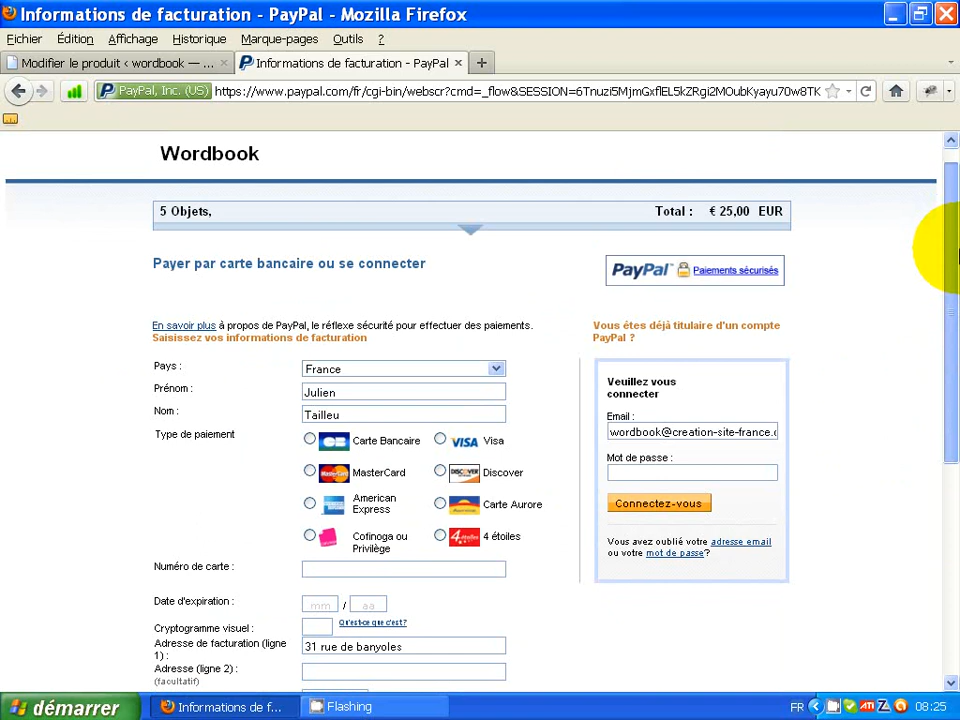 Informations de facturation - PayPal - Mozilla Firefox
Fichier Édition Affichage Historique Marque-pages Outils ?
Modifier le produit ‹ wordbook — ... × Informations de facturation - PayPal × +
PayPal, Inc. (US) https://www.paypal.com/fr/cgi-bin/webscr?cmd=_flow&SESSION=6Tnuzi5MjmGxflEL5kZRgi2MOubKyayu70w8TK
Wordbook
5 Objets, Total : € 25,00 EUR
Payer par carte bancaire ou se connecter
PayPal™ Paiements sécurisés
En savoir plus à propos de PayPal, le réflexe sécurité pour effectuer des paiements.
Saisissez vos informations de facturation
Vous êtes déjà titulaire d'un compte
PayPal ?
Pays : France
Prénom : Julien
Nom : Tailleu
Type de paiement
CB Carte Bancaire VISA Visa
MasterCard MasterCard DISCOVER Discover
American
Express
Carte Aurore
Cofinoga ou
Privilège
4 étoiles
Numéro de carte :
Date d'expiration : mm / aa
Cryptogramme visuel : Qu'est-ce que c'est?
Adresse de facturation (ligne
1) :
31 rue de banyoles
Adresse (ligne 2) :
(facultatif)
Veuillez vous
connecter
Email :
wordbook@creation-site-france.c
Mot de passe :
Connectez-vous
Vous avez oublié votre adresse email
ou votre mot de passe?
démarrer Informations de f... Flashing FR 08:25